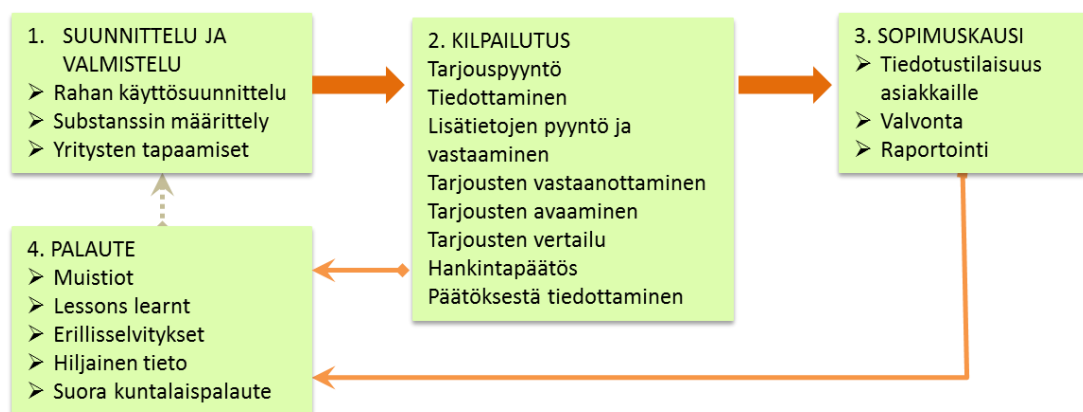 1. SUUNNITTELU JA
VALMISTELU
➤ Rahan käyttösuunnittelu
➤ Substanssin määrittely
➤ Yritysten tapaamiset
2. KILPAILUTUS
Tarjouspyyntö
Tiedottaminen
Lisätietojen pyyntö ja
vastaaminen
Tarjousten vastaanottaminen
Tarjousten avaaminen
Tarjousten vertailu
Hankintapäätös
Päätöksestä tiedottaminen
3. SOPIMUSKAUSI
➤ Tiedotustilaisuus
asiakkaille
➤ Valvonta
➤ Raportointi
4. PALAUTE
➤ Muistiot
➤ Lessons learnt
➤ Erillisselvitykset
➤ Hiljainen tieto
➤ Suora kuntalaispalaute